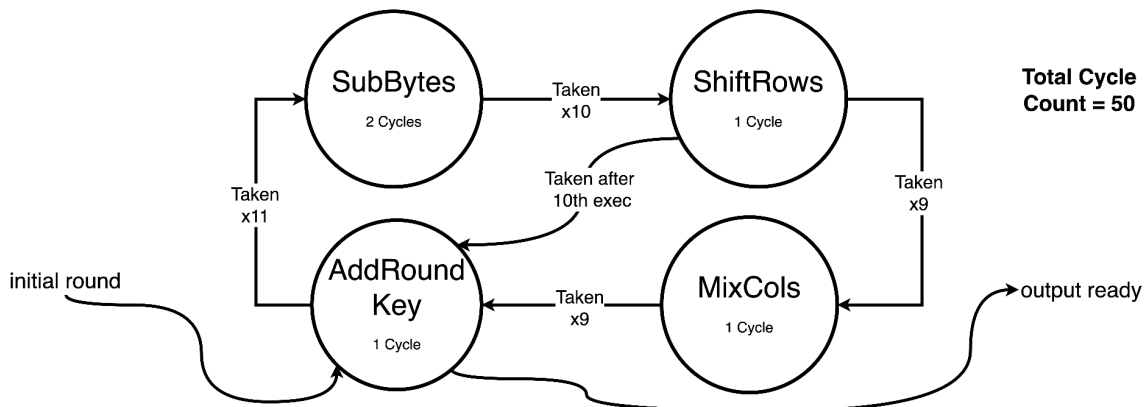 SubBytes
2 Cycles
Taken
x10
ShiftRows
1 Cycle
Total Cycle
Count = 50
Taken after
10th exec
Taken
x11
Taken
x9
initial round
AddRound
Key
1 Cycle
Taken
x9
MixCols
1 Cycle
output ready